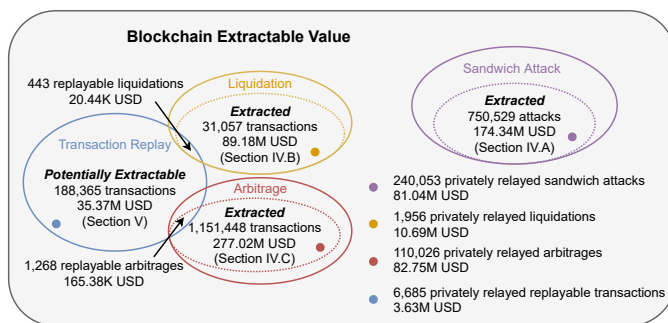 Blockchain Extractable Value
443 replayable liquidations
20.44K USD
Liquidation
Extracted
31,057 transactions
89.18M USD
(Section IV.B)
Sandwich Attack
Extracted
750,529 attacks
174.34M USD
(Section IV.A)
Transaction Replay
Potentially Extractable
188,365 transactions
35.37M USD
(Section V)
Arbitrage
Extracted
1,151,448 transactions
277.02M USD
(Section IV.C)
1,268 replayable arbitrages
165.38K USD
240,053 privately relayed sandwich attacks
81.04M USD
1,956 privately relayed liquidations
10.69M USD
110,026 privately relayed arbitrages
82.75M USD
6,685 privately relayed replayable transactions
3.63M USD